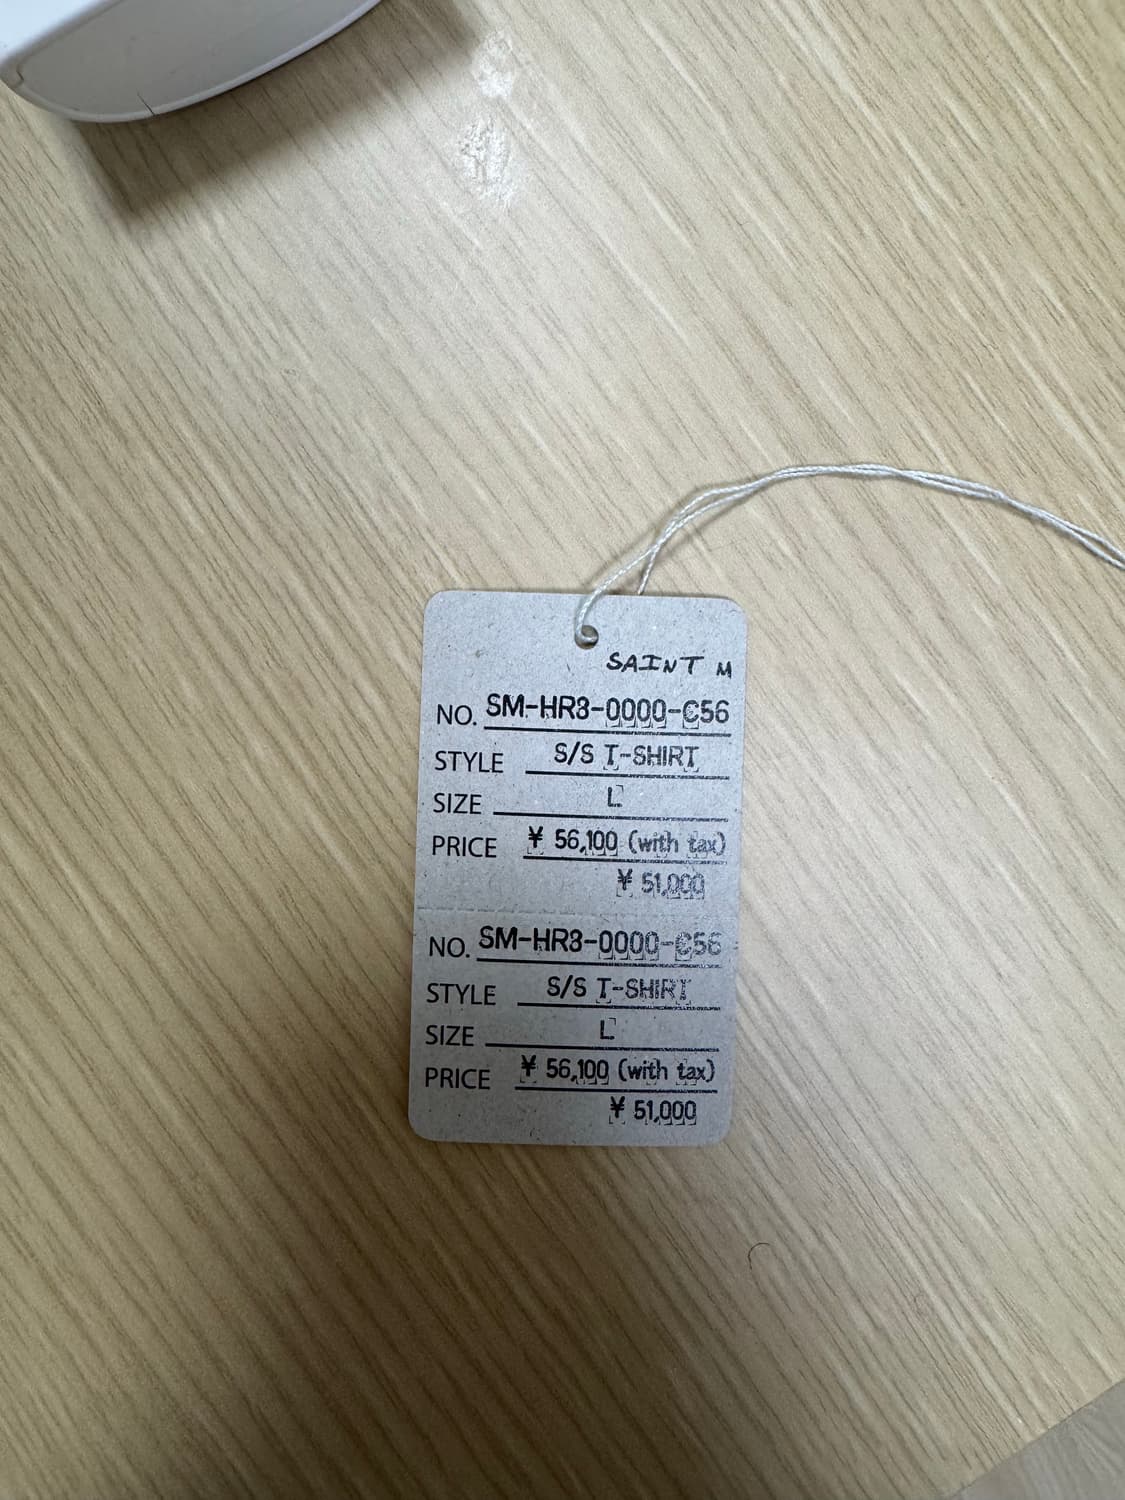 SAINT M
NO. SM-HR3-0000-C56
STYLE S/S T-SHIRT
SIZE L
PRICE ¥ 56,100 (with tax)
¥ 51,000
NO. SM-HR3-0000-C56
STYLE S/S T-SHIRT
SIZE L
PRICE ¥ 56,100 (with tax)
¥ 51,000